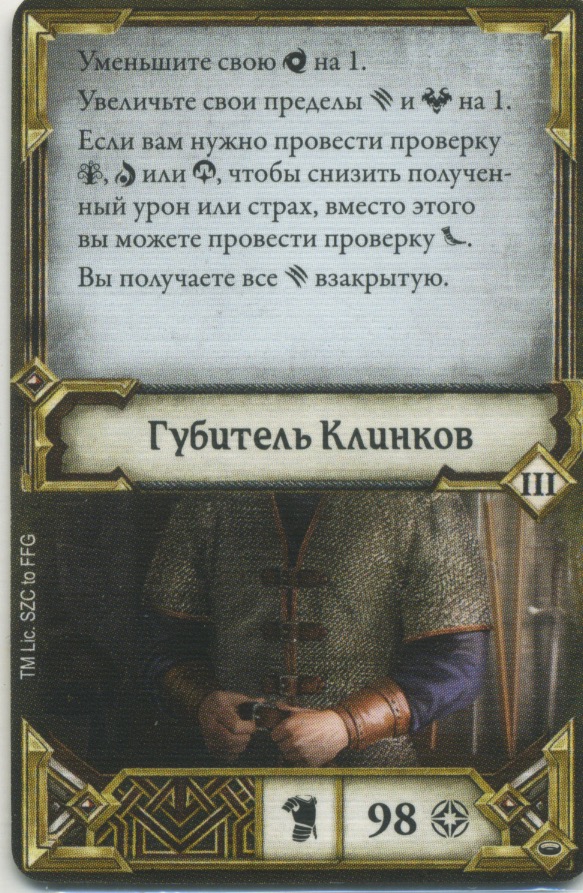 Уменьшите свою на 1.
Увеличьте свои пределы и на 1.
Если вам нужно провести проверку
, или , чтобы снизить получен-
ный урон или страх, вместо этого
вы можете провести проверку .
Вы получаете все взакрытую.
Губитель Клинков
III
TM Lic. SZC to FFG
98